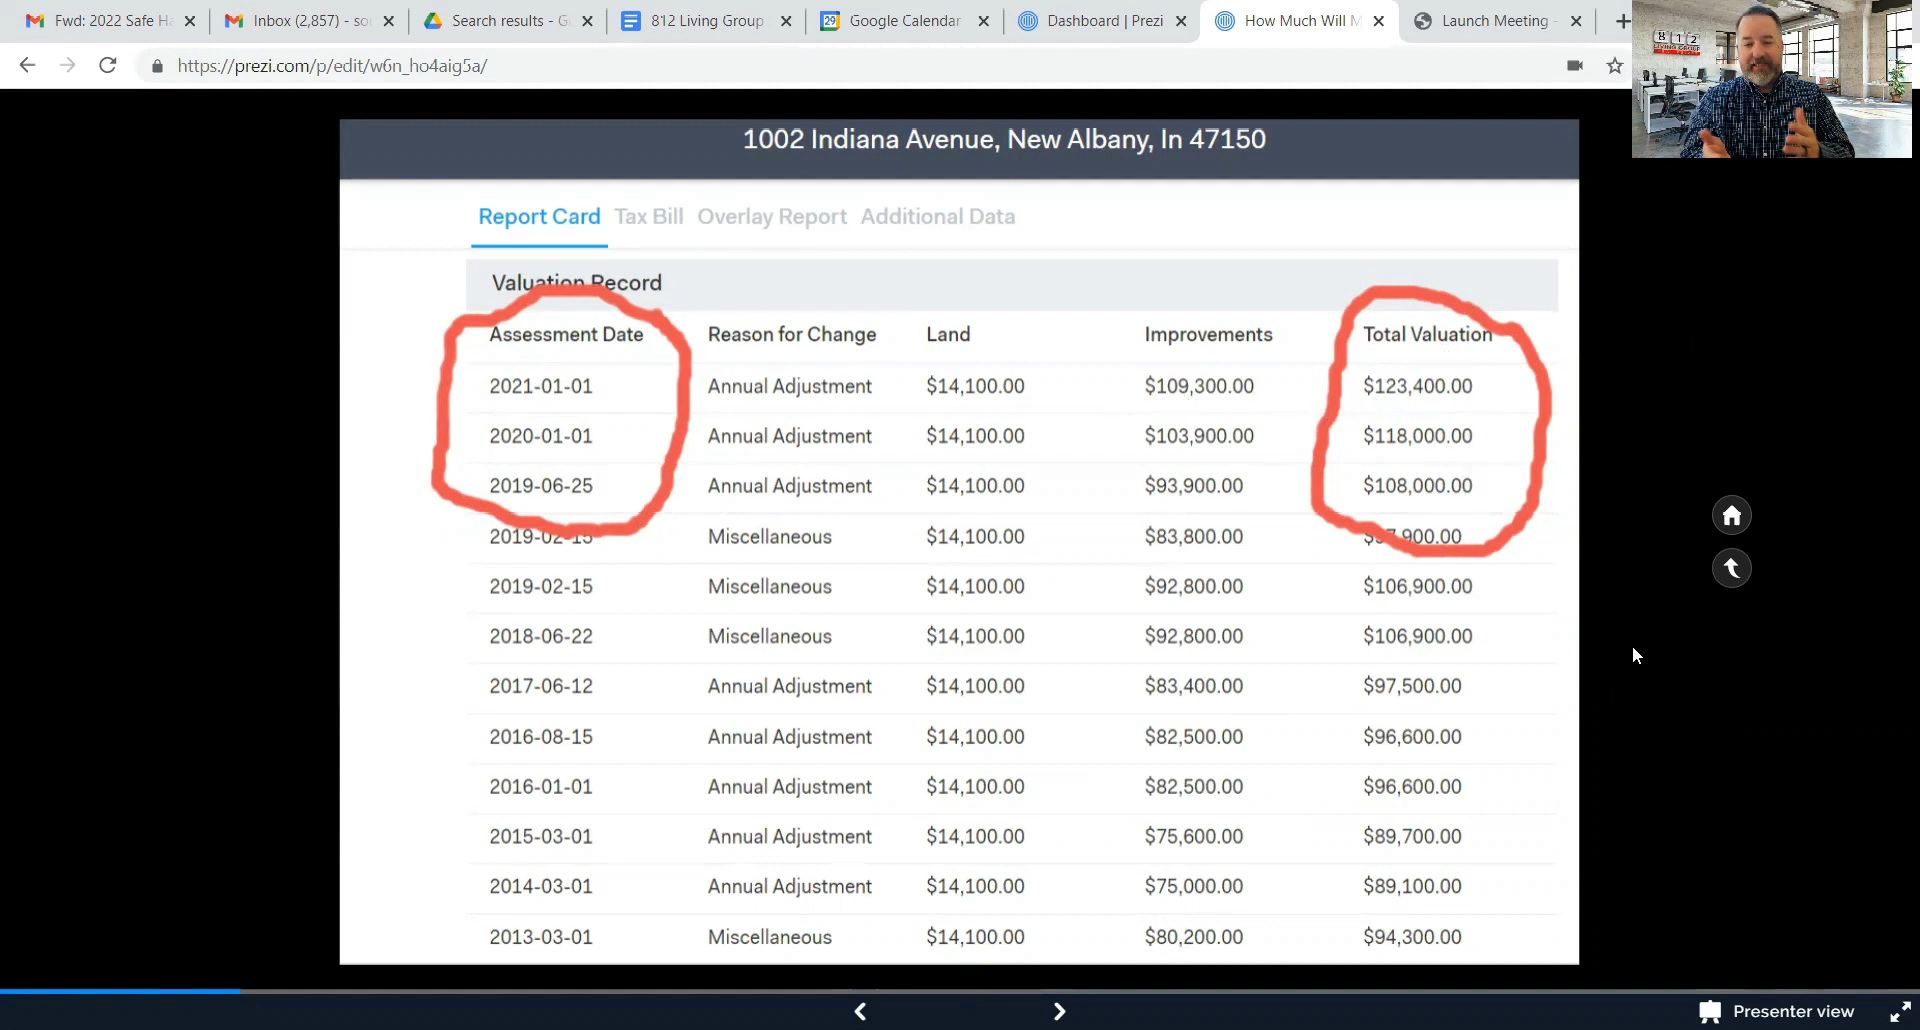 Fwd: 2022 Safe Ha
Inbox (2,857) - so
Search results - G
812 Living Group
29
Google Calendar
Dashboard | Prezi
How Much Will M
Launch Meeting -
https://prezi.com/p/edit/w6n_ho4aig5a/
812
LIVING GROUP
1002 Indiana Avenue, New Albany, In 47150
Report Card Tax Bill Overlay Report Additional Data
Valuation Record
Assessment Date Reason for Change Land Improvements Total Valuation
2021-01-01 Annual Adjustment $14,100.00 $109,300.00 $123,400.00
2020-01-01 Annual Adjustment $14,100.00 $103,900.00 $118,000.00
2019-06-25 Annual Adjustment $14,100.00 $93,900.00 $108,000.00
2019-02-15 Miscellaneous $14,100.00 $83,800.00 $97,900.00
2019-02-15 Miscellaneous $14,100.00 $92,800.00 $106,900.00
2018-06-22 Miscellaneous $14,100.00 $92,800.00 $106,900.00
2017-06-12 Annual Adjustment $14,100.00 $83,400.00 $97,500.00
2016-08-15 Annual Adjustment $14,100.00 $82,500.00 $96,600.00
2016-01-01 Annual Adjustment $14,100.00 $82,500.00 $96,600.00
2015-03-01 Annual Adjustment $14,100.00 $75,600.00 $89,700.00
2014-03-01 Annual Adjustment $14,100.00 $75,000.00 $89,100.00
2013-03-01 Miscellaneous $14,100.00 $80,200.00 $94,300.00
Presenter view